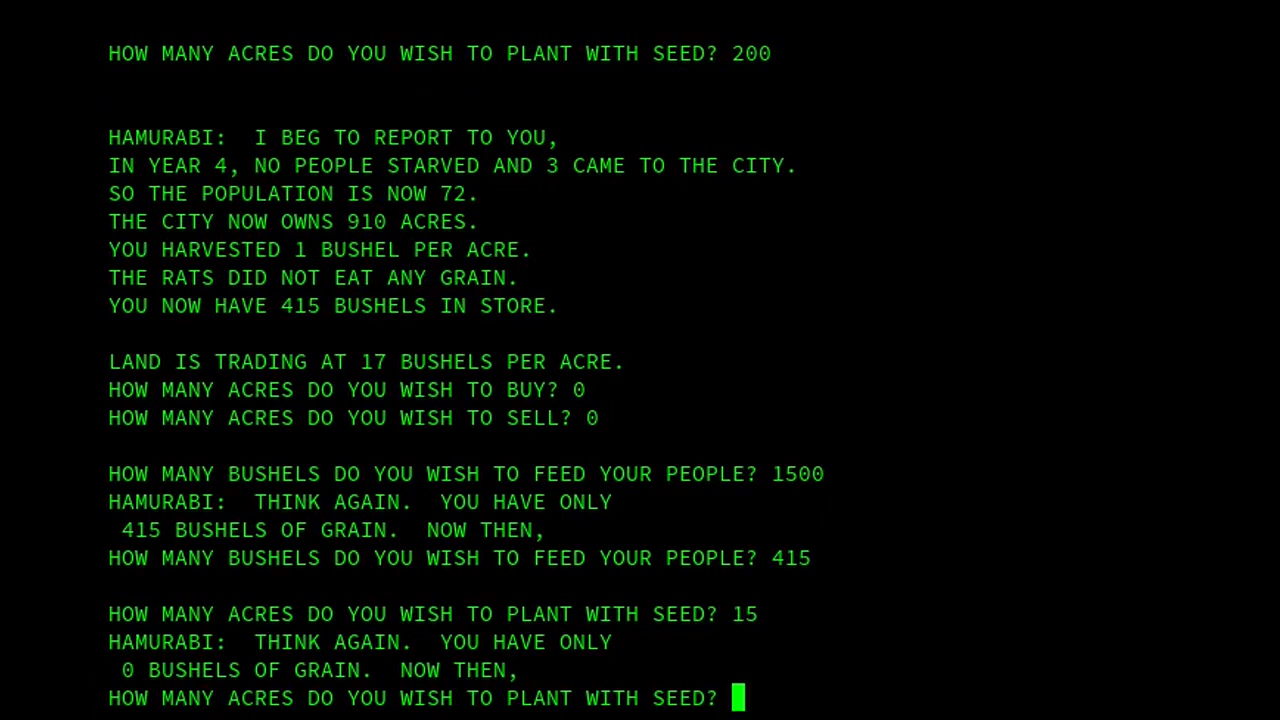 HOW MANY ACRES DO YOU WISH TO PLANT WITH SEED? 200
HAMURABI:  I BEG TO REPORT TO YOU,
IN YEAR 4, NO PEOPLE STARVED AND 3 CAME TO THE CITY.
SO THE POPULATION IS NOW 72.
THE CITY NOW OWNS 910 ACRES.
YOU HARVESTED 1 BUSHEL PER ACRE.
THE RATS DID NOT EAT ANY GRAIN.
YOU NOW HAVE 415 BUSHELS IN STORE.
LAND IS TRADING AT 17 BUSHELS PER ACRE.
HOW MANY ACRES DO YOU WISH TO BUY? 0
HOW MANY ACRES DO YOU WISH TO SELL? 0
HOW MANY BUSHELS DO YOU WISH TO FEED YOUR PEOPLE? 1500
HAMURABI:  THINK AGAIN.  YOU HAVE ONLY
415 BUSHELS OF GRAIN.  NOW THEN,
HOW MANY BUSHELS DO YOU WISH TO FEED YOUR PEOPLE? 415
HOW MANY ACRES DO YOU WISH TO PLANT WITH SEED? 15
HAMURABI:  THINK AGAIN.  YOU HAVE ONLY
0 BUSHELS OF GRAIN.  NOW THEN,
HOW MANY ACRES DO YOU WISH TO PLANT WITH SEED?